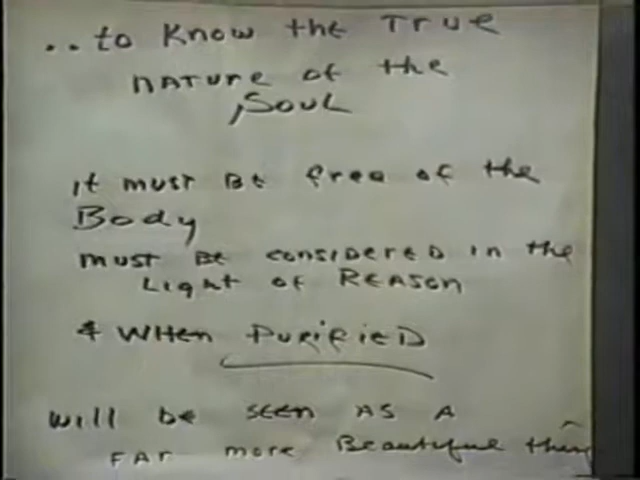 ..to Know the True
nature of the
Soul
it must Be free of the
Body
must Be considered in the
Light of Reason
& When Purified
will be seen AS A
FAr more Beautiful thing